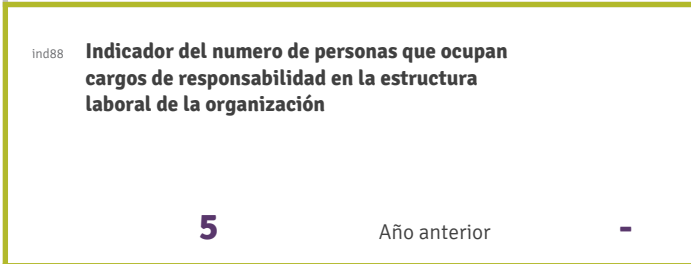 ind88 Indicador del numero de personas que ocupan
cargos de responsabilidad en la estructura
laboral de la organización
5 Año anterior -